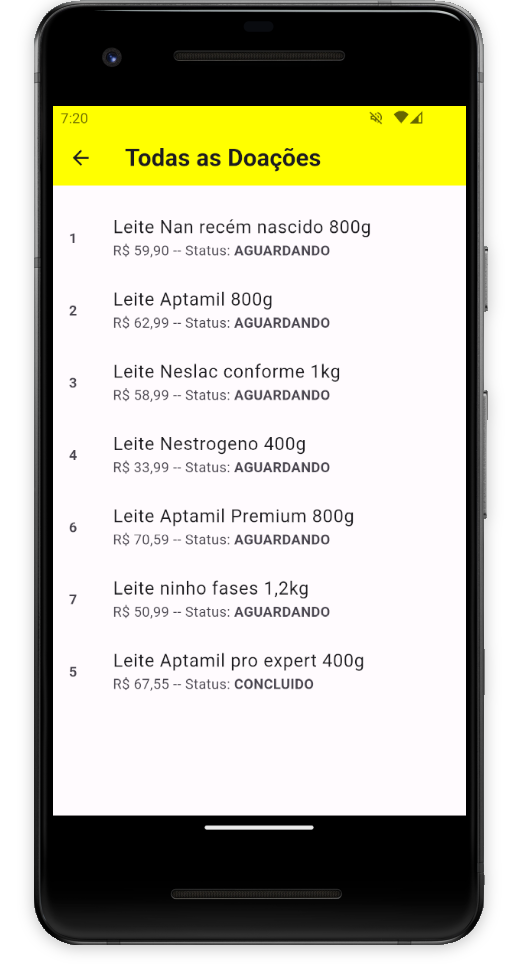 7:20
Todas as Doações
1
Leite Nan recém nascido 800g
R$ 59,90 -- Status: AGUARDANDO
2
Leite Aptamil 800g
R$ 62,99 -- Status: AGUARDANDO
3
Leite Neslac conforme 1kg
R$ 58,99 -- Status: AGUARDANDO
4
Leite Nestrogeno 400g
R$ 33,99 -- Status: AGUARDANDO
6
Leite Aptamil Premium 800g
R$ 70,59 -- Status: AGUARDANDO
7
Leite ninho fases 1,2kg
R$ 50,99 -- Status: AGUARDANDO
5
Leite Aptamil pro expert 400g
R$ 67,55 -- Status: CONCLUIDO